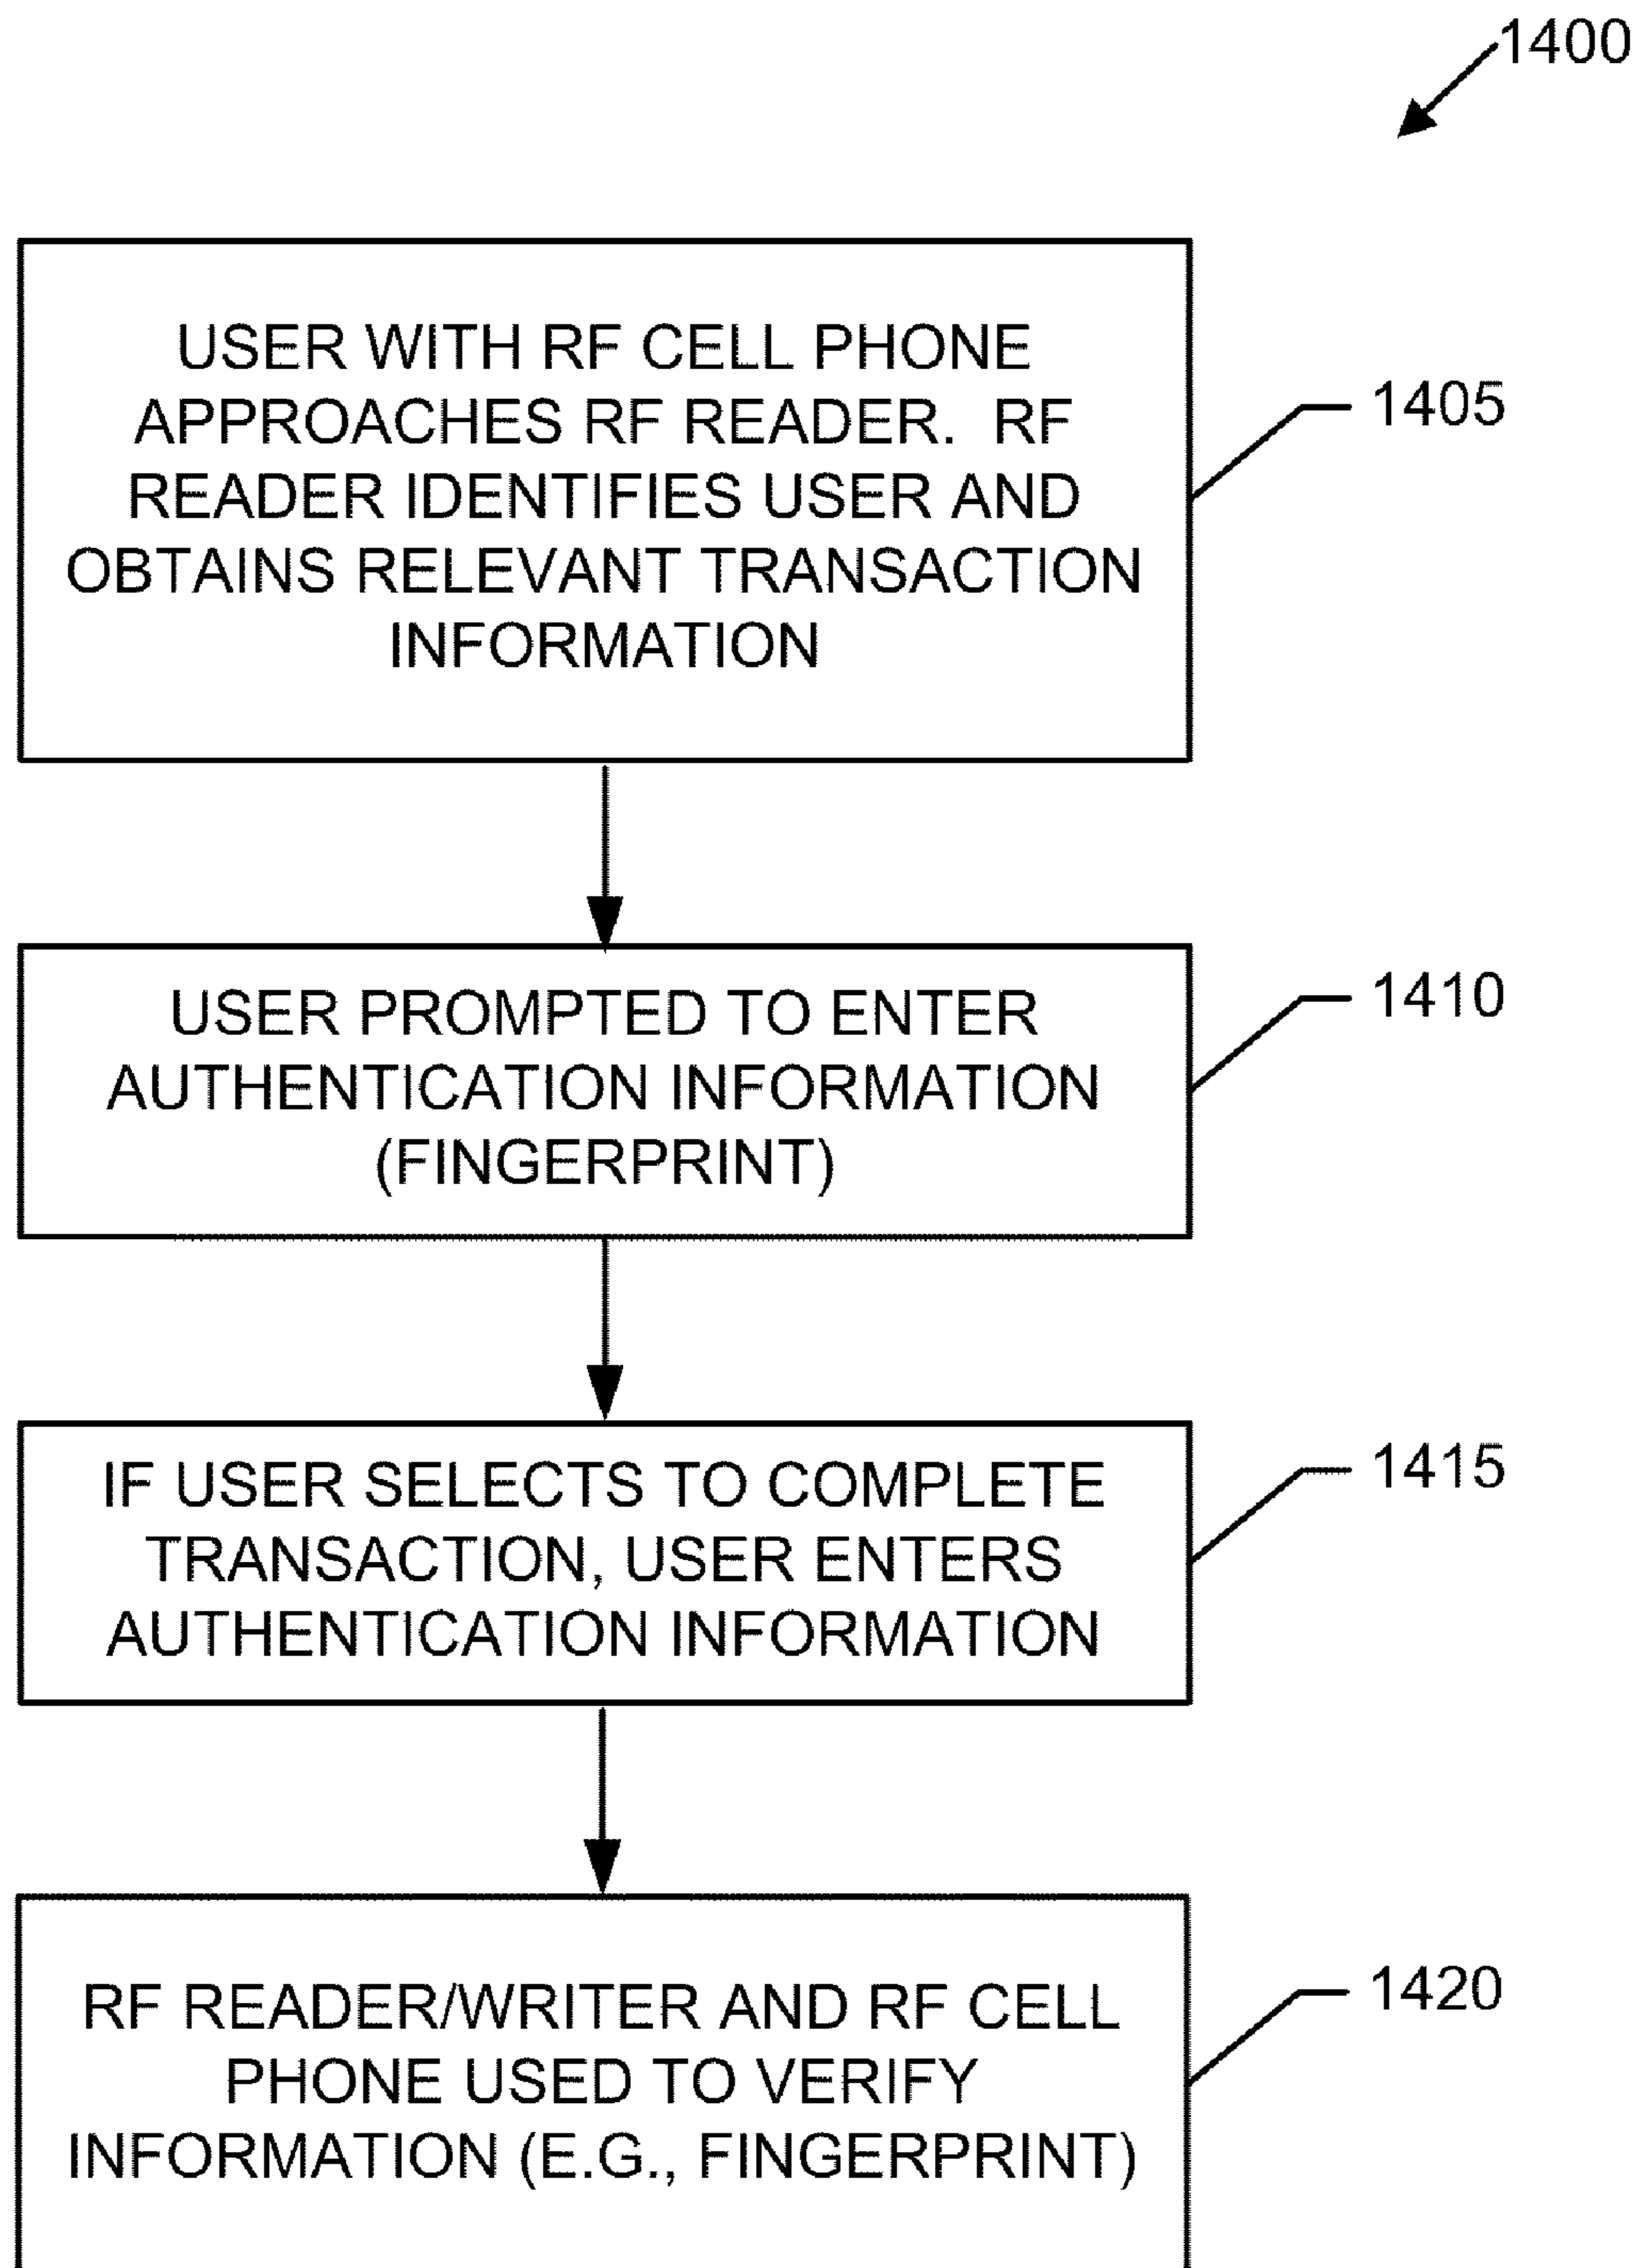 1400
USER WITH RF CELL PHONE
APPROACHES RF READER. RF
READER IDENTIFIES USER AND
OBTAINS RELEVANT TRANSACTION
INFORMATION
1405
USER PROMPTED TO ENTER
AUTHENTICATION INFORMATION
(FINGERPRINT)
1410
IF USER SELECTS TO COMPLETE
TRANSACTION, USER ENTERS
AUTHENTICATION INFORMATION
1415
RF READER/WRITER AND RF CELL
PHONE USED TO VERIFY
INFORMATION (E.G., FINGERPRINT)
1420